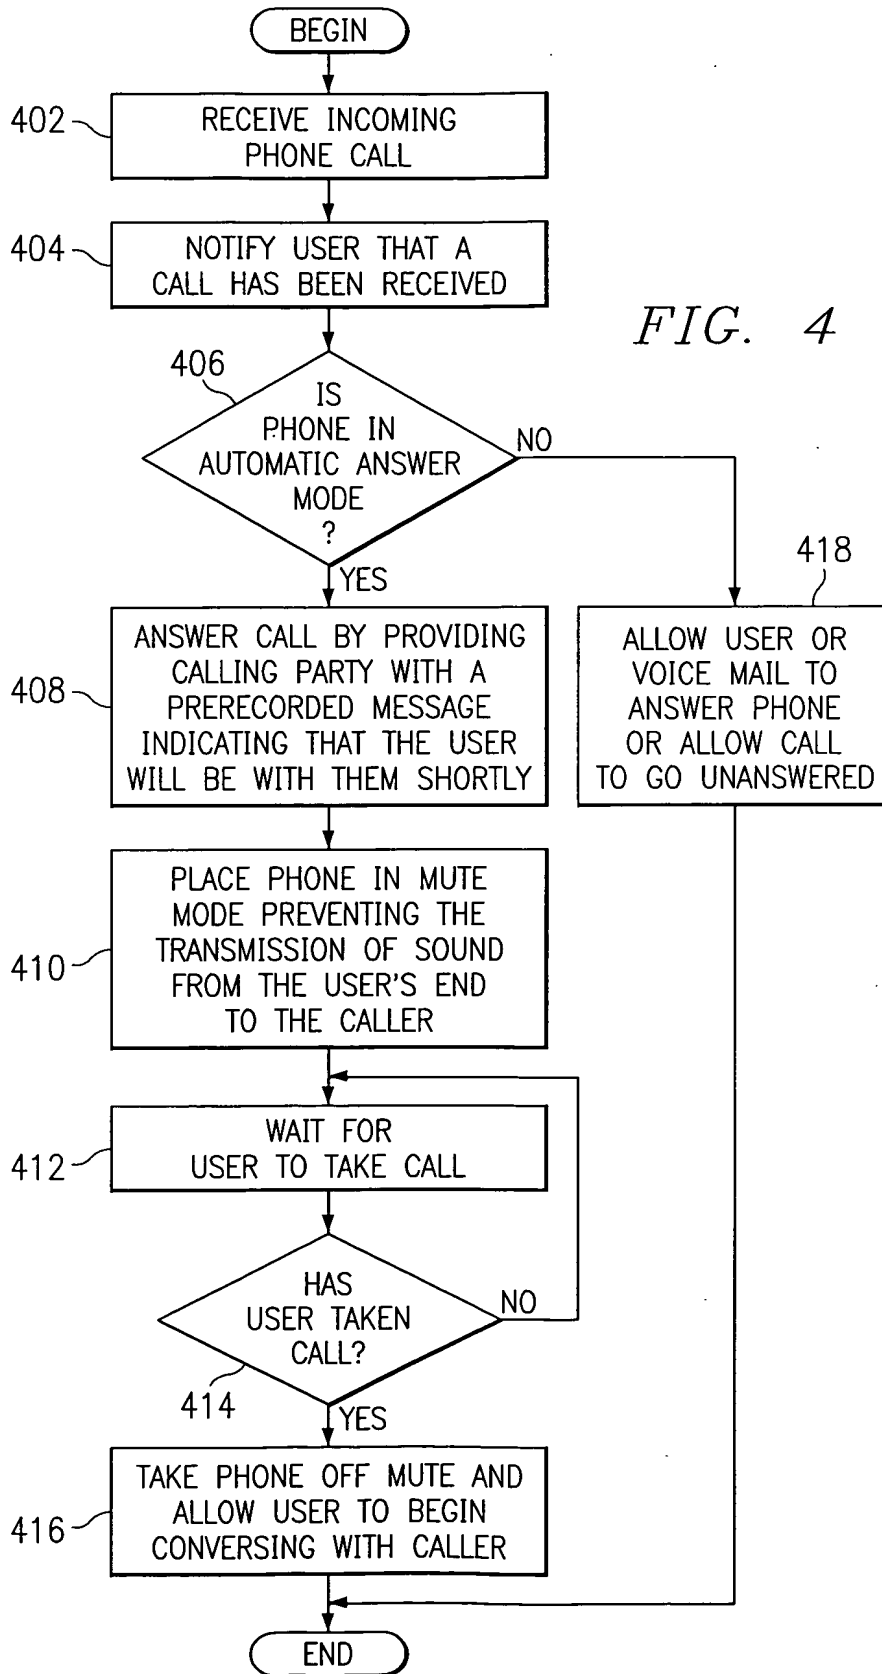 BEGIN
402
RECEIVE INCOMING
PHONE CALL
404
NOTIFY USER THAT A
CALL HAS BEEN RECEIVED
FIG. 4
406
IS
PHONE IN
AUTOMATIC ANSWER
MODE
?
NO
YES
418
408
ANSWER CALL BY PROVIDING
CALLING PARTY WITH A
PRERECORDED MESSAGE
INDICATING THAT THE USER
WILL BE WITH THEM SHORTLY
ALLOW USER OR
VOICE MAIL TO
ANSWER PHONE
OR ALLOW CALL
TO GO UNANSWERED
410
PLACE PHONE IN MUTE
MODE PREVENTING THE
TRANSMISSION OF SOUND
FROM THE USER'S END
TO THE CALLER
412
WAIT FOR
USER TO TAKE CALL
HAS
USER TAKEN
CALL?
NO
414
YES
416
TAKE PHONE OFF MUTE AND
ALLOW USER TO BEGIN
CONVERSING WITH CALLER
END